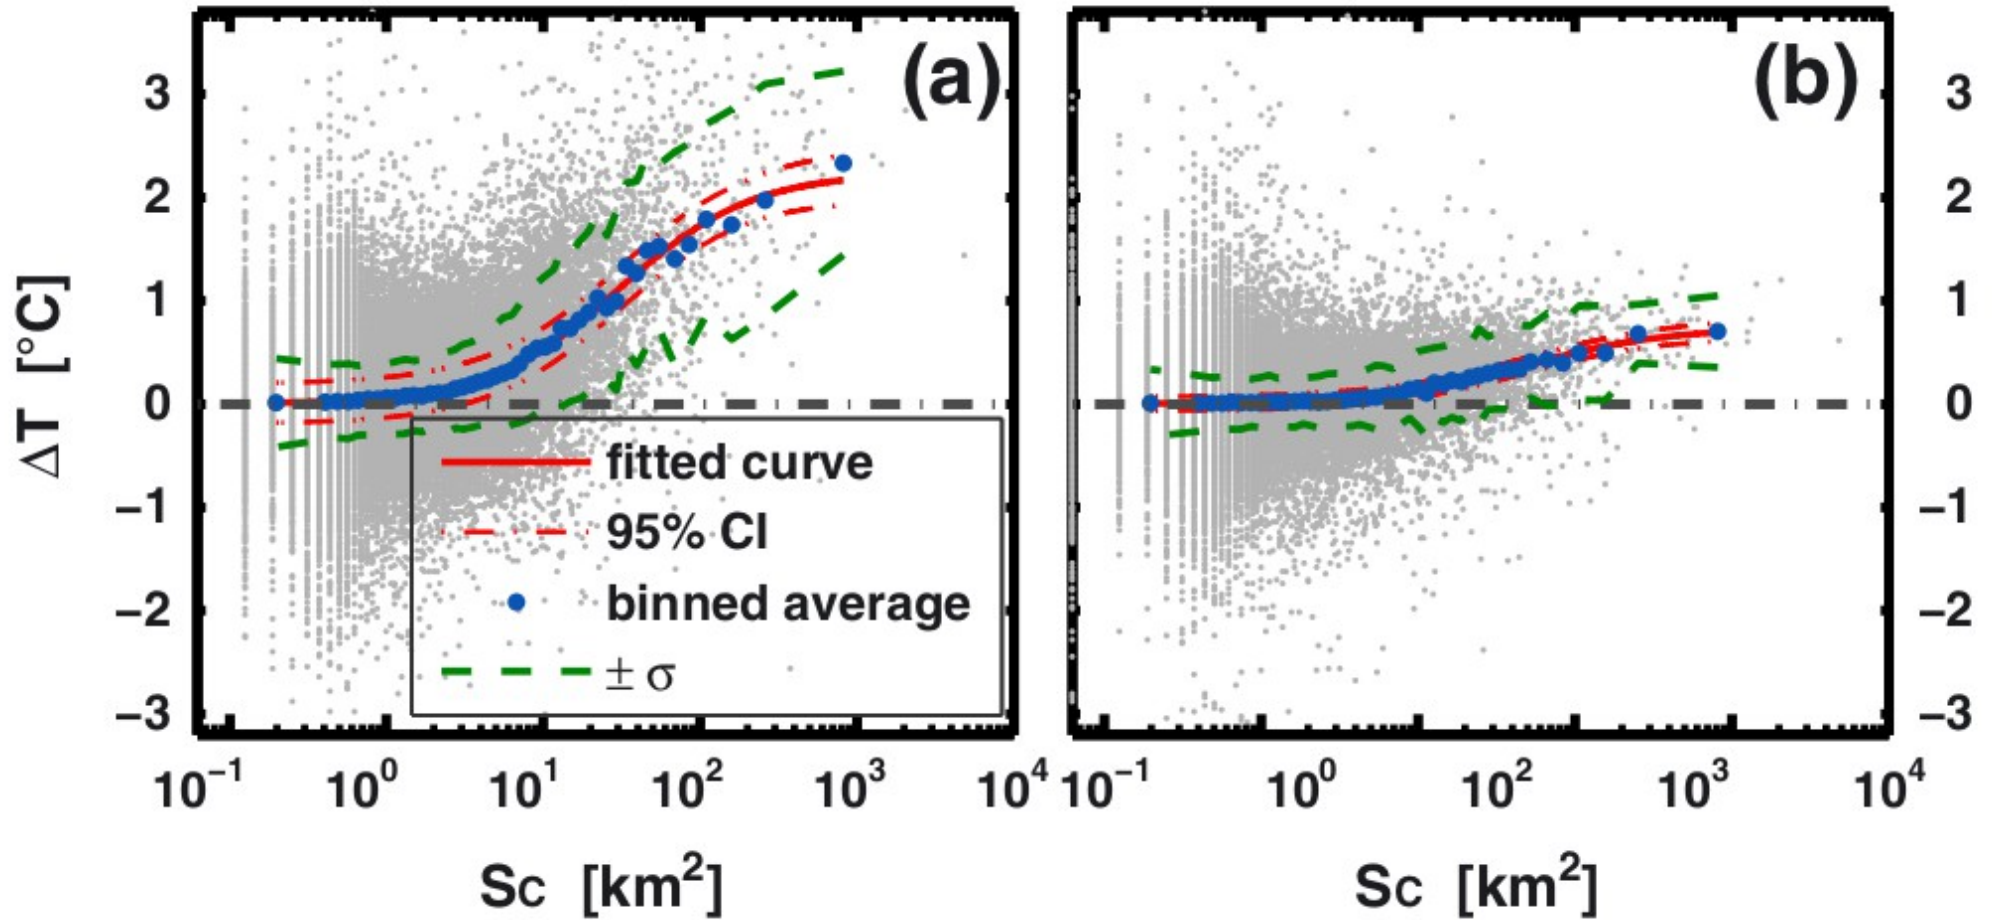 (a)
(b)
3
2
1
0
−1
−2
−3
ΔT [°C]
fitted curve
95% CI
binned average
± σ
3
2
1
0
−1
−2
−3
10⁻¹ 10⁰ 10¹ 10² 10³ 10⁴
10⁻¹ 10⁰ 10² 10³ 10⁴
Sc [km²]
Sc [km²]